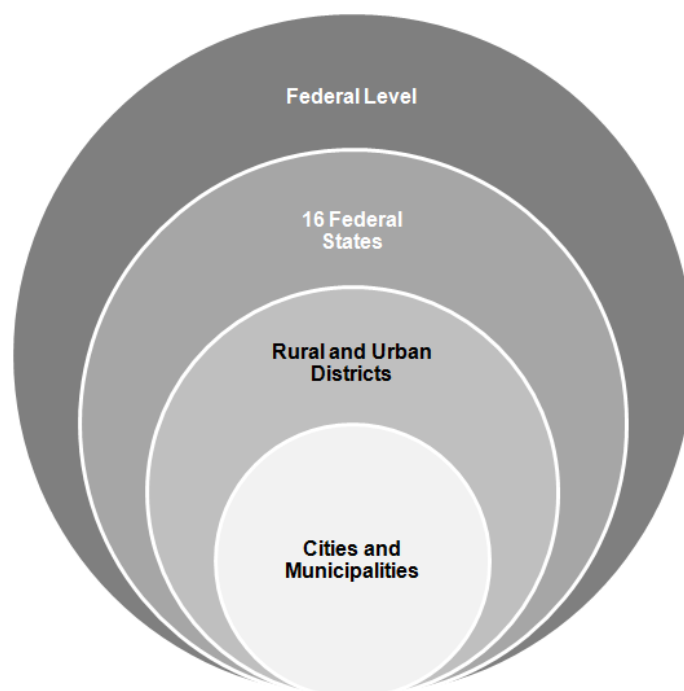 Federal Level
16 Federal
States
Rural and Urban
Districts
Cities and
Municipalities